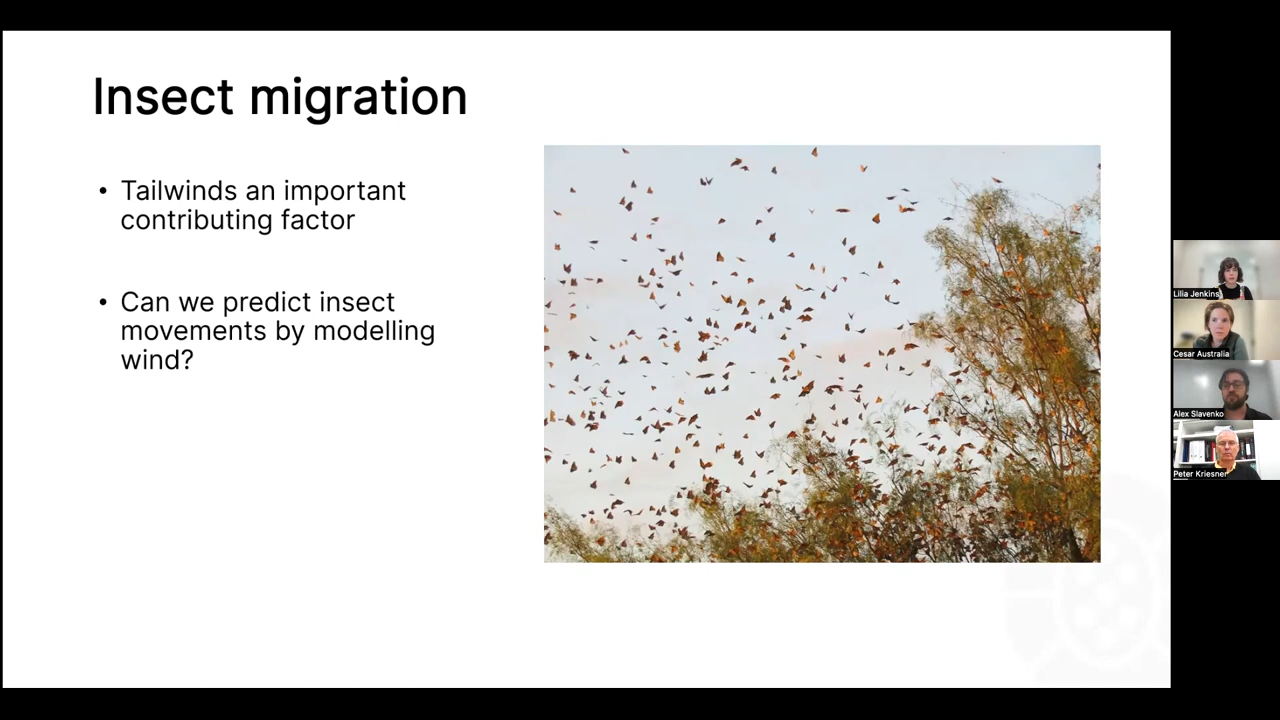 Insect migration
• Tailwinds an important
contributing factor
• Can we predict insect
movements by modelling
wind?
Lilia Jenkins
Cesar Australia
Alex Slavenko
Peter Kriesner